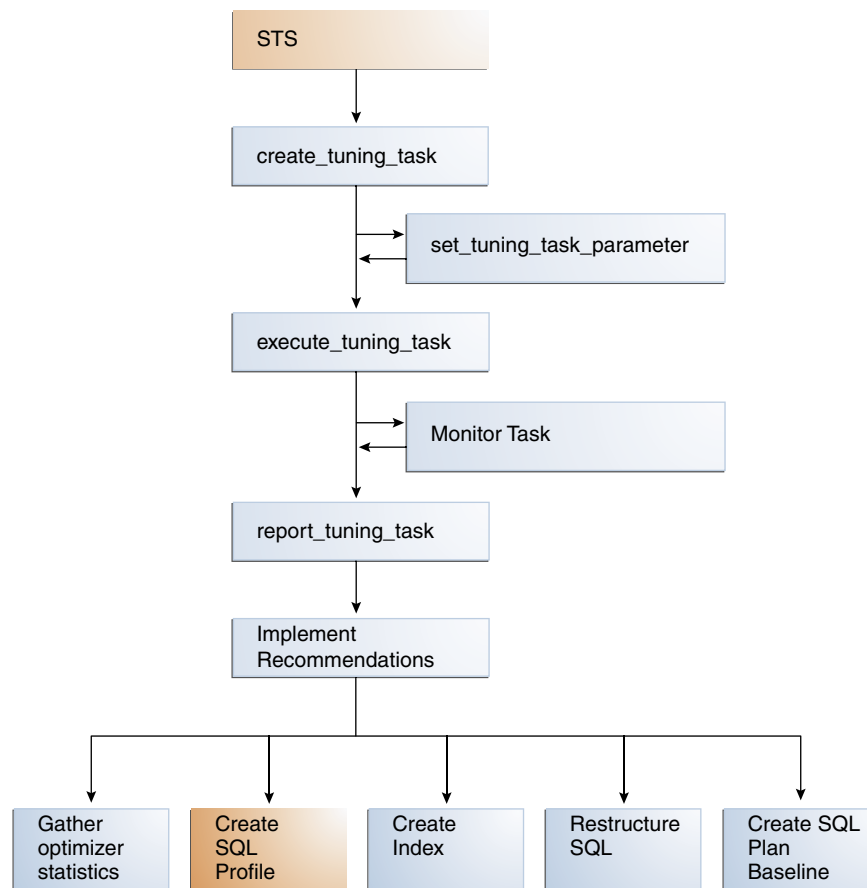 STS
create_tuning_task
set_tuning_task_parameter
execute_tuning_task
Monitor Task
report_tuning_task
Implement
Recommendations
Gather
optimizer
statistics
Create
SQL
Profile
Create
Index
Restructure
SQL
Create SQL
Plan
Baseline